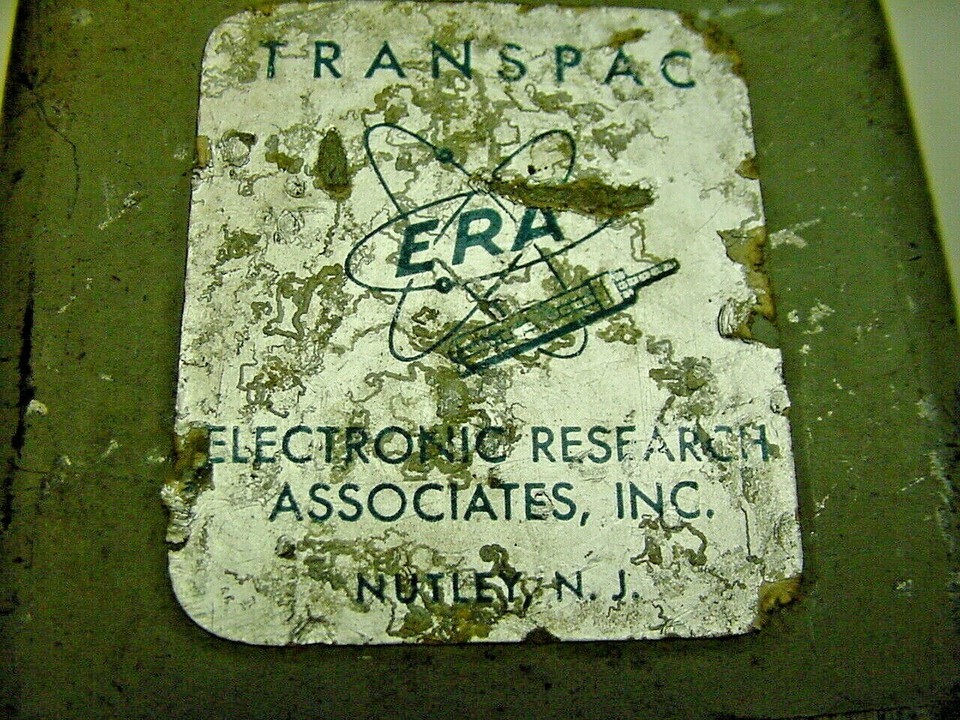 TRANSPAC
ERA
ELECTRONIC RESEARCH
ASSOCIATES, INC.
NUTLEY, N. J.